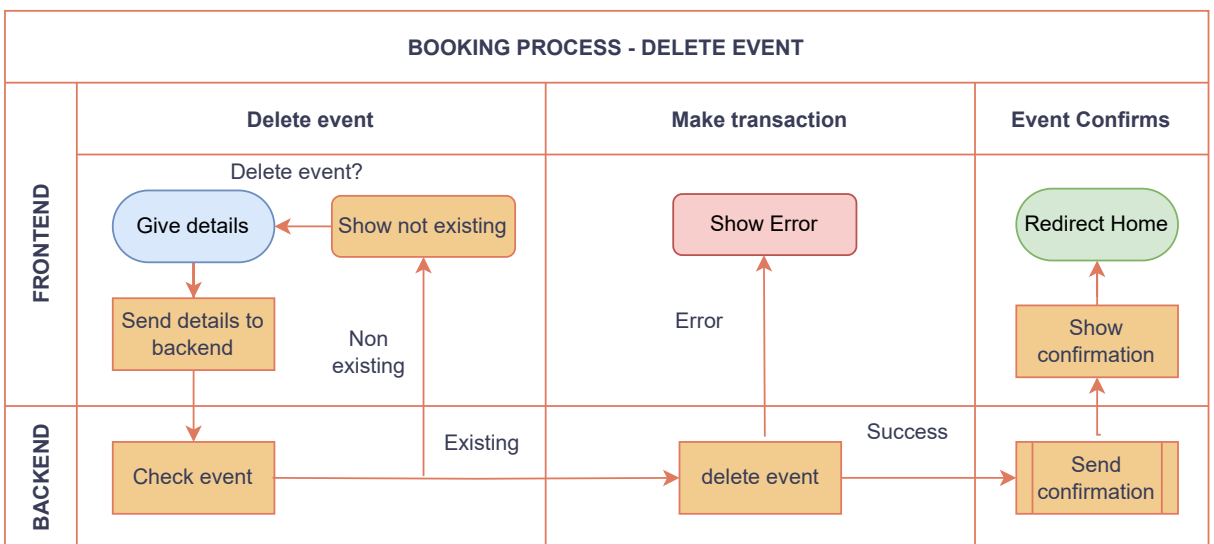 BOOKING PROCESS - DELETE EVENT
Delete event
Make transaction
Event Confirms
FRONTEND
Delete event?
Give details
Show not existing
Show Error
Redirect Home
Send details to
backend
Non
existing
Error
Show
confirmation
BACKEND
Check event
Existing
delete event
Success
Send
confirmation